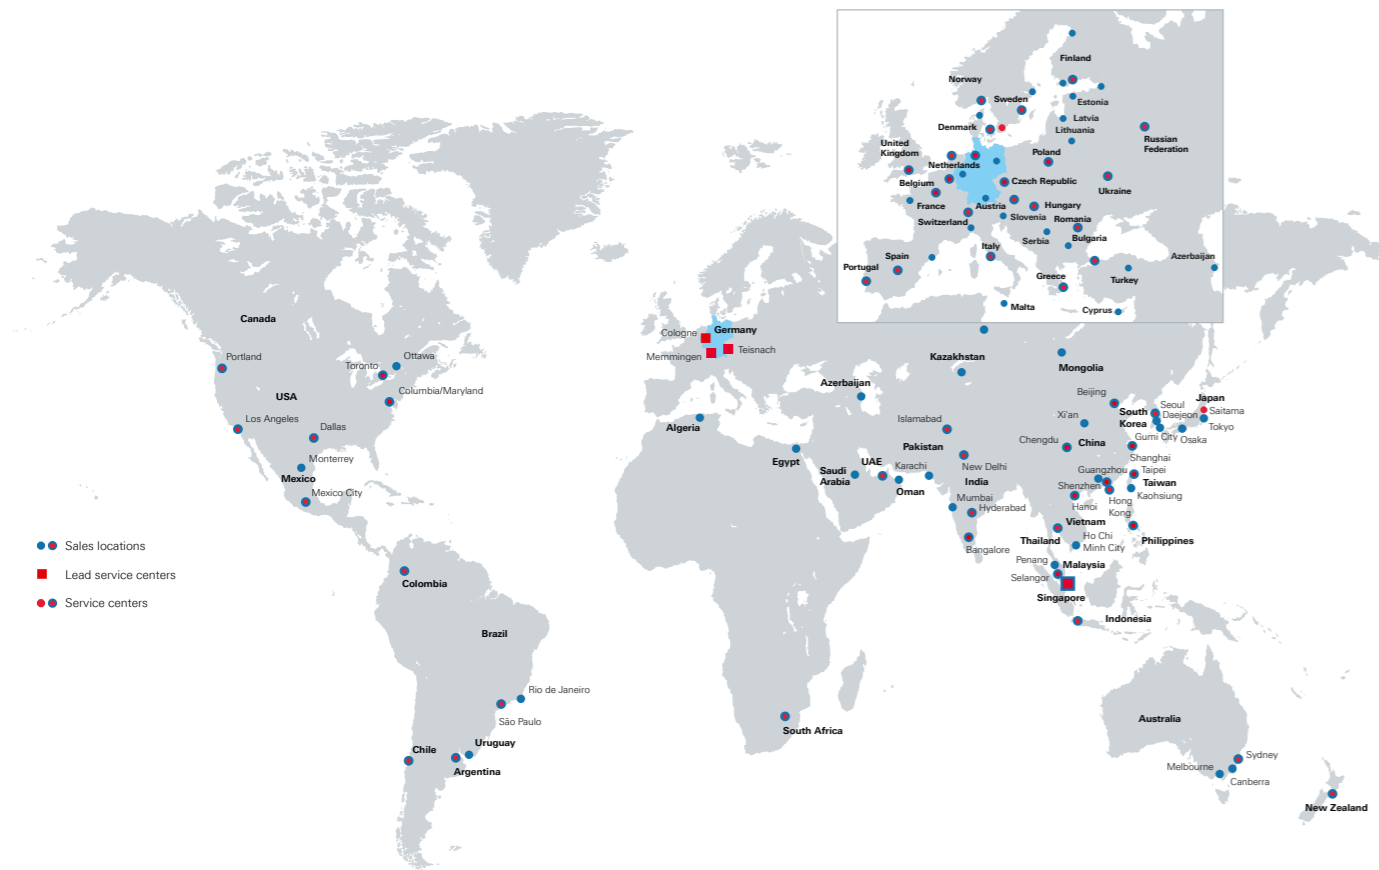 Finland
Norway
Sweden
Estonia
Latvia
Denmark
Lithuania
Russian
Federation
United
Kingdom
Poland
Netherlands
Belgium
Czech Republic
Ukraine
France
Austria
Hungary
Switzerland
Slovenia
Romania
Serbia
Bulgaria
Italy
Spain
Azerbaijan
Portugal
Greece
Turkey
Malta
Cyprus
Canada
Portland
Toronto
Ottawa
USA
Columbia/Maryland
Los Angeles
Dallas
Monterrey
Mexico
Mexico City
Sales locations
Lead service centers
Service centers
Colombia
Brazil
Rio de Janeiro
São Paulo
Uruguay
Chile
Argentina
Cologne
Germany
Memmingen
Teisnach
Algeria
Egypt
Azerbaijan
Saudi
Arabia
UAE
Oman
South Africa
Kazakhstan
Mongolia
Islamabad
Pakistan
Karachi
New Delhi
India
Mumbai
Hyderabad
Bangalore
Beijing
Xi'an
Chengdu
China
South
Korea
Seoul
Daejeon
Gumi City
Japan
Saitama
Tokyo
Osaka
Shanghai
Guangzhou
Shenzhen
Taipei
Taiwan
Kaohsiung
Hanoi
Hong
Kong
Vietnam
Thailand
Ho Chi
Minh City
Philippines
Penang
Malaysia
Selangor
Singapore
Indonesia
Australia
Sydney
Melbourne
Canberra
New Zealand